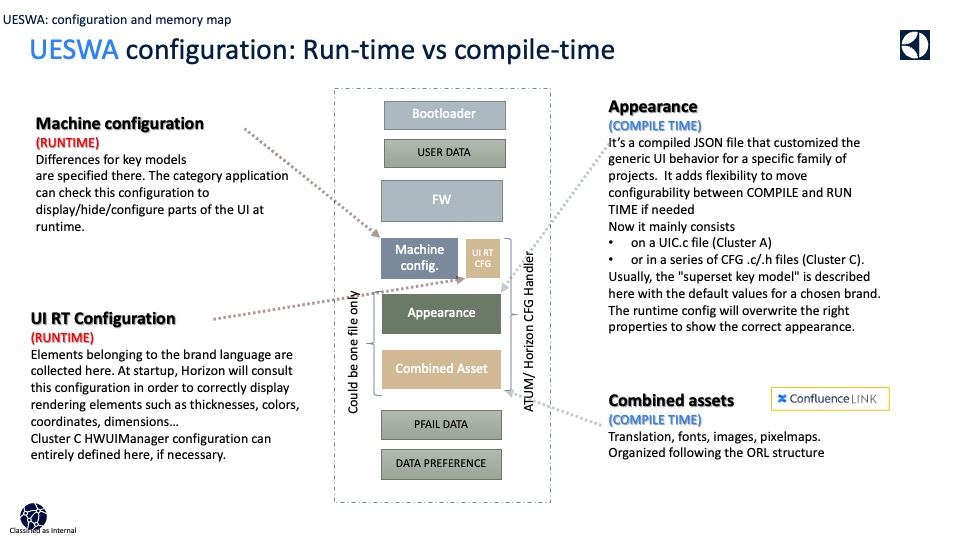 UESWA: configuration and memory map
UESWA configuration: Run-time vs compile-time
Machine configuration
(RUNTIME)
Differences for key models
are specified there. The category application
can check this configuration to
display/hide/configure parts of the UI at
runtime.
UI RT Configuration
(RUNTIME)
Elements belonging to the brand language are
collected here. At startup, Horizon will consult
this configuration in order to correctly display
rendering elements such as thicknesses, colors,
coordinates, dimensions…
Cluster C HWUIManager configuration can
entirely defined here, if necessary.
Bootloader
USER DATA
FW
Machine
config.
UI RT
CFG
Appearance
Combined Asset
PFAIL DATA
DATA PREFERENCE
Could be one file only
ATUM/ Horizon CFG Handler
Appearance
(COMPILE TIME)
It's a compiled JSON file that customized the
generic UI behavior for a specific family of
projects.  It adds flexibility to move
configurability between COMPILE and RUN
TIME if needed
Now it mainly consists
• on a UIC.c file (Cluster A)
• or in a series of CFG .c/.h files (Cluster C).
Usually, the "superset key model" is described
here with the default values for a chosen brand.
The runtime config will overwrite the right
properties to show the correct appearance.
Combined assets
(COMPILE TIME)
Translation, fonts, images, pixelmaps.
Organized following the ORL structure
Confluence LINK
Classified as Internal